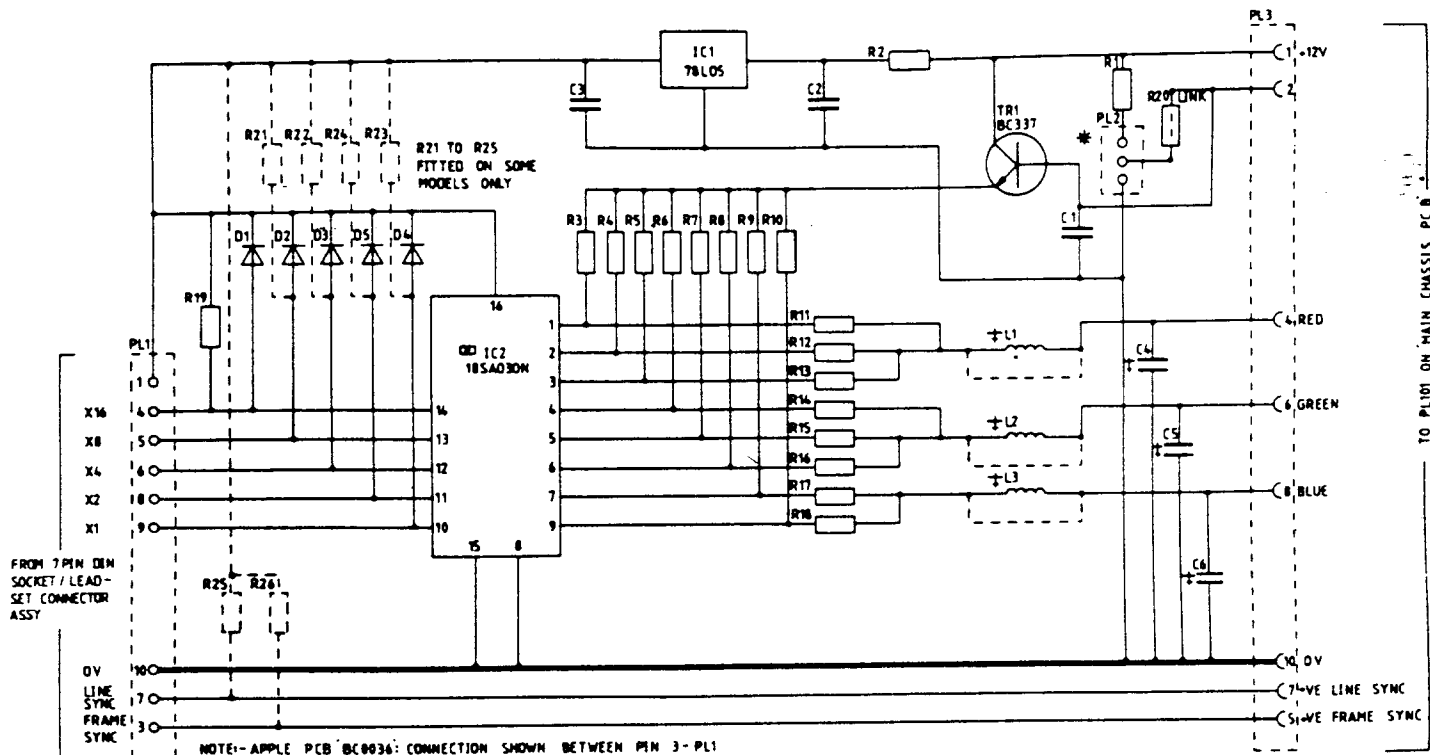 PL3
IC1
78L05
R2
1 +12V
C3
C2
R1
2
R20 LINK
TR1
BC337
PL2
*
R21
R22
R24
R23
R21 TO R25
FITTED ON SOME
MODELS ONLY
R3
R4
R5
R6
R7
R8
R9
R10
C1
D1
D2
D3
D5
D4
R19
16
PL1
IC2
18SA030N
1
2
3
4
5
6
7
9
14
13
12
11
10
15
8
R11
R12
R13
R14
R15
R16
R17
R18
‡ L1
‡ L2
‡ L3
C4
‡
C5
‡
C6
‡
4 RED
6 GREEN
8 BLUE
TO PL101 ON MAIN CHASSIS PCB
1
X16 4
X8 5
X4 6
X2 8
X1 9
FROM 7PIN DIN
SOCKET / LEAD-
SET CONNECTOR
ASSY
R25
R26
0V 10
LINE
SYNC 7
FRAME
SYNC 3
10 0V
7 -VE LINE SYNC
5 -VE FRAME SYNC
NOTE:- APPLE PCB BC0036: CONNECTION SHOWN BETWEEN PIN 3-PL1